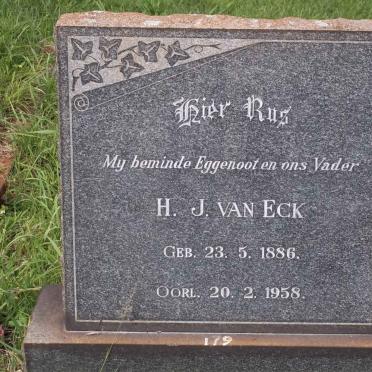 Hier Rus
My beminde Eggenoot en ons Vader
H. J. VAN ECK
GEB. 23. 5. 1886.
OORL. 20. 2. 1958.
179